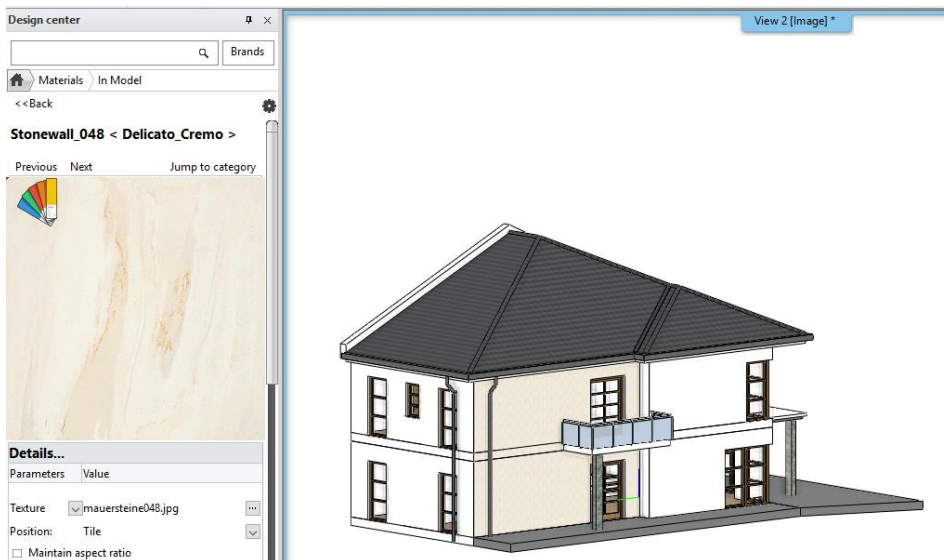 Design center
View 2 [Image] *
Brands
Materials
In Model
<<Back
Stonewall_048 < Delicato_Cremo >
Previous Next Jump to category
Details...
Parameters Value
Texture mauersteine048.jpg ...
Position: Tile
Maintain aspect ratio